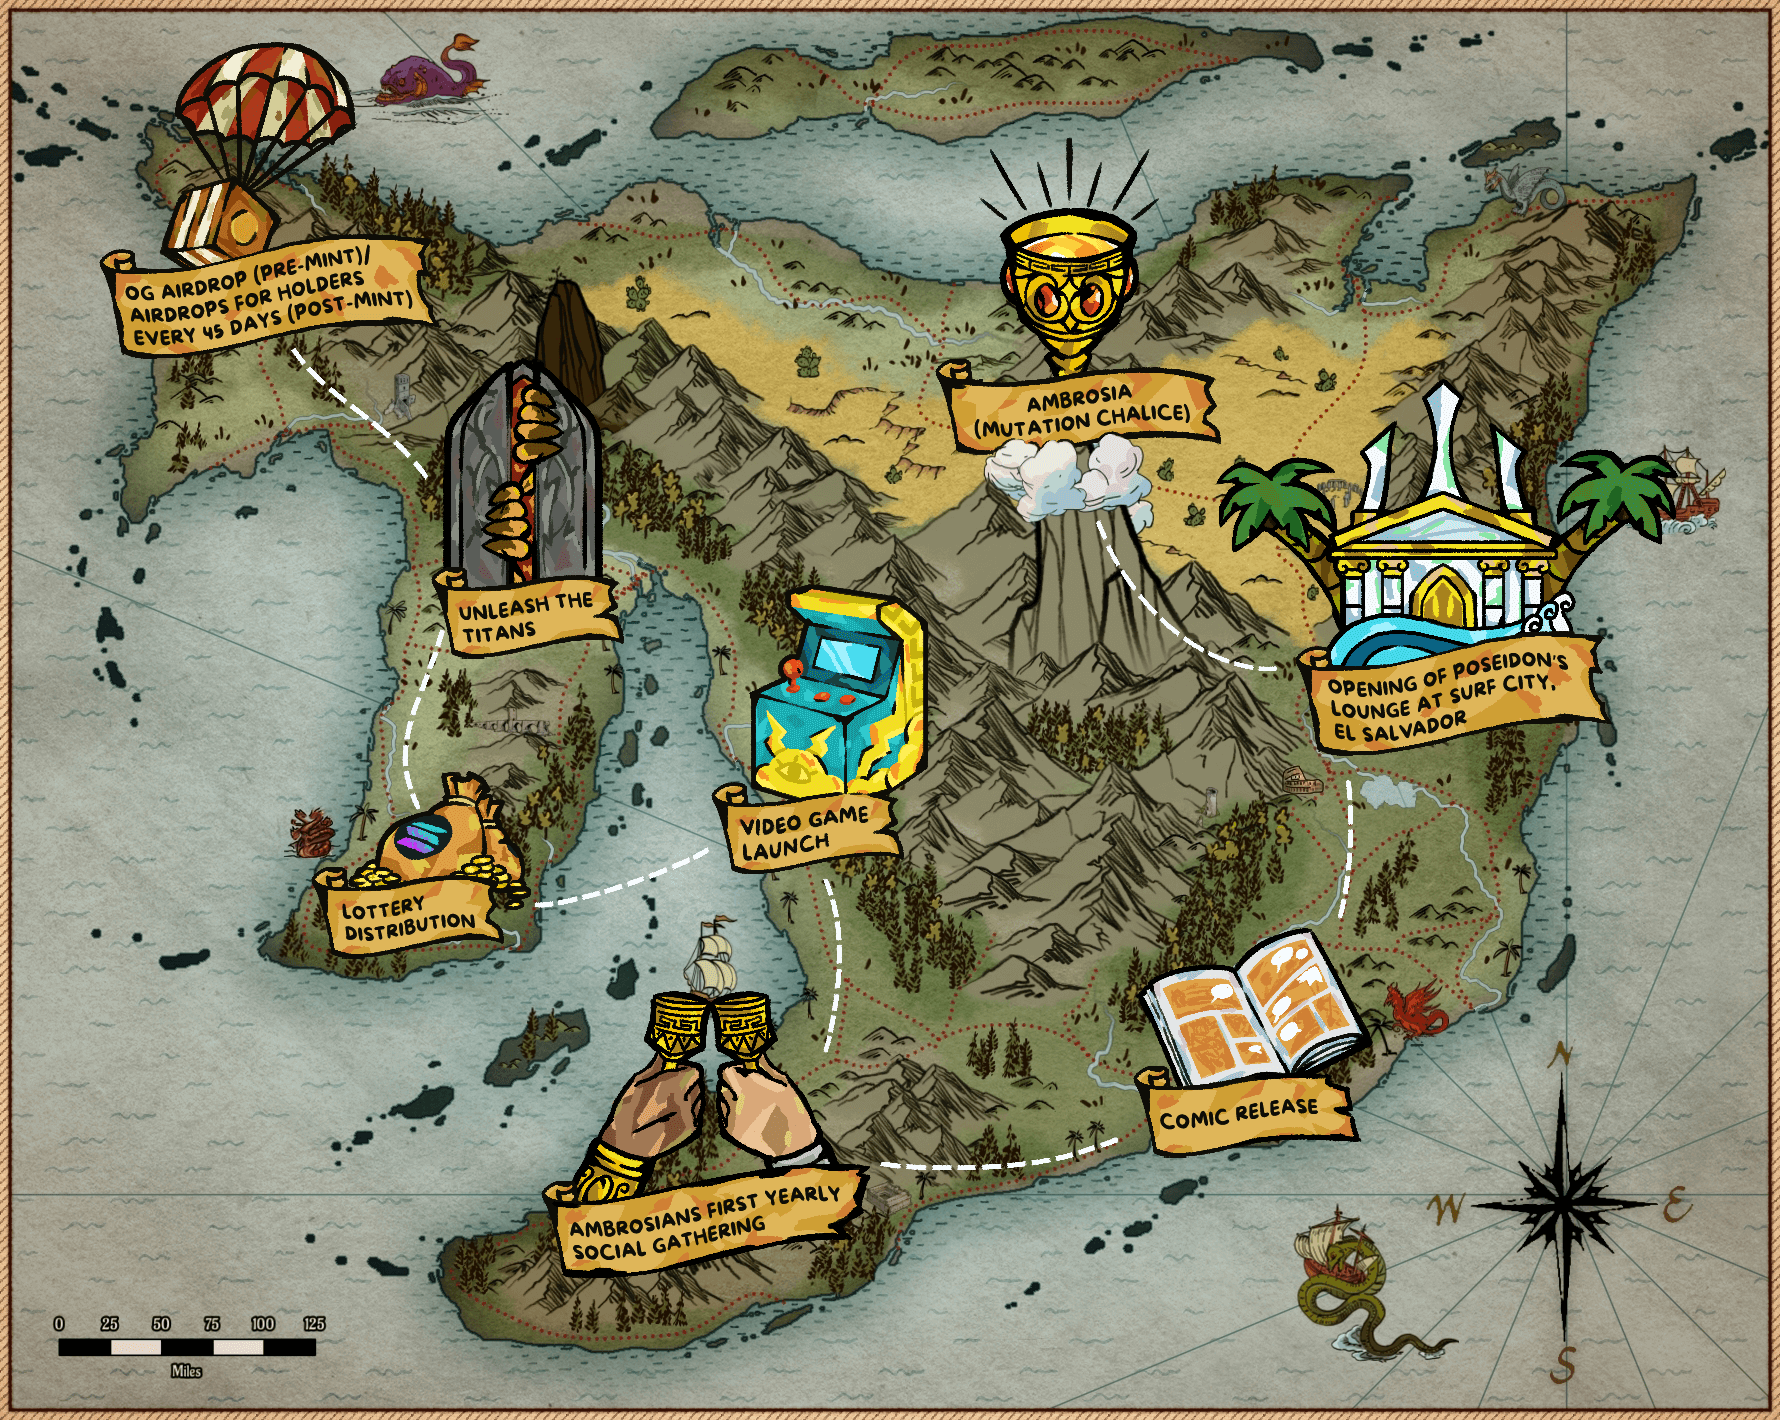 OG AIRDROP (PRE-MINT)/
AIRDROPS FOR HOLDERS
EVERY 45 DAYS (POST-MINT)
AMBROSIA
(MUTATION CHALICE)
UNLEASH THE
TITANS
OPENING OF POSEIDON'S
LOUNGE AT SURF CITY,
EL SALVADOR
VIDEO GAME
LAUNCH
LOTTERY
DISTRIBUTION
COMIC RELEASE
AMBROSIANS FIRST YEARLY
SOCIAL GATHERING
N
W E
S
0 25 50 75 100 125
Miles